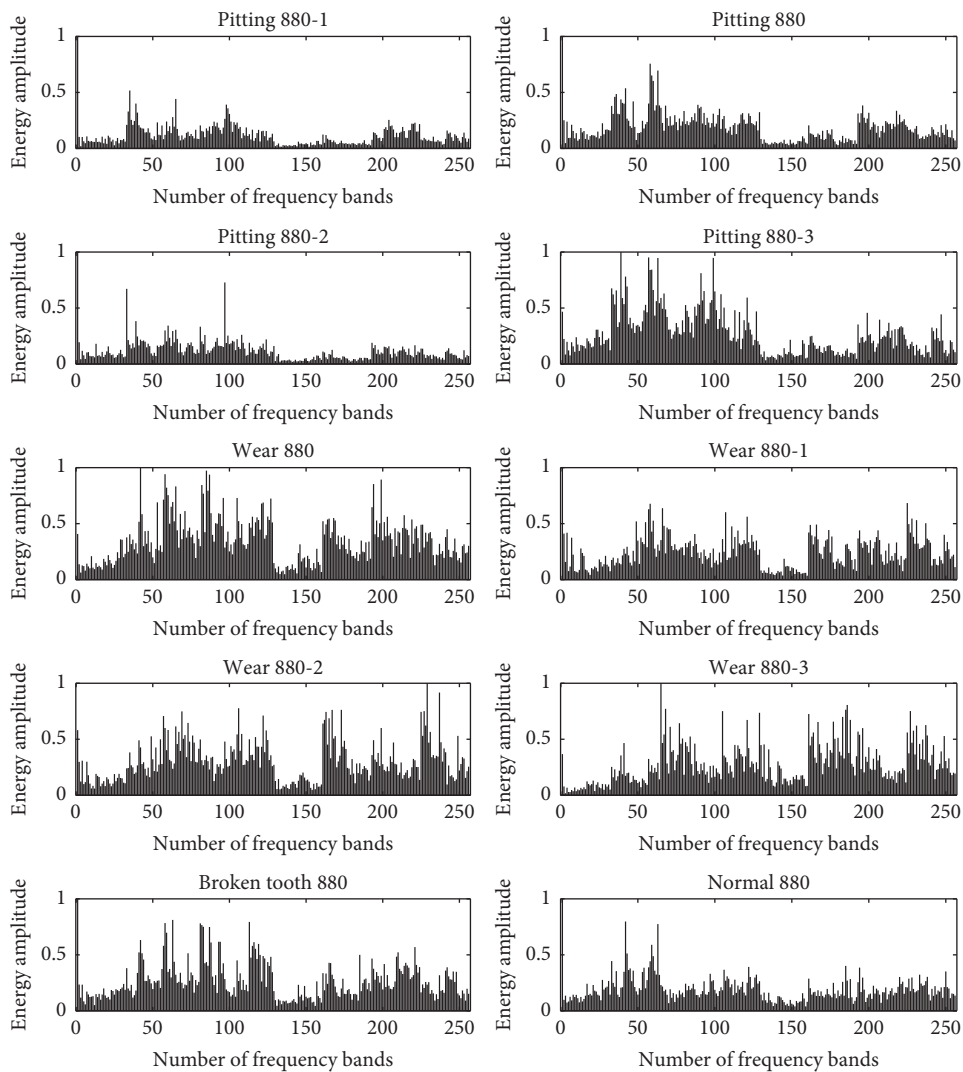 Pitting 880-1
Energy amplitude
1
0.5
0
0 50 100 150 200 250
Number of frequency bands
Pitting 880
Energy amplitude
1
0.5
0
0 50 100 150 200 250
Number of frequency bands
Pitting 880-2
Energy amplitude
1
0.5
0
0 50 100 150 200 250
Number of frequency bands
Pitting 880-3
Energy amplitude
1
0.5
0
0 50 100 150 200 250
Number of frequency bands
Wear 880
Energy amplitude
1
0.5
0
0 50 100 150 200 250
Number of frequency bands
Wear 880-1
Energy amplitude
1
0.5
0
0 50 100 150 200 250
Number of frequency bands
Wear 880-2
Energy amplitude
1
0.5
0
0 50 100 150 200 250
Number of frequency bands
Wear 880-3
Energy amplitude
1
0.5
0
0 50 100 150 200 250
Number of frequency bands
Broken tooth 880
Energy amplitude
1
0.5
0
0 50 100 150 200 250
Number of frequency bands
Normal 880
Energy amplitude
1
0.5
0
0 50 100 150 200 250
Number of frequency bands